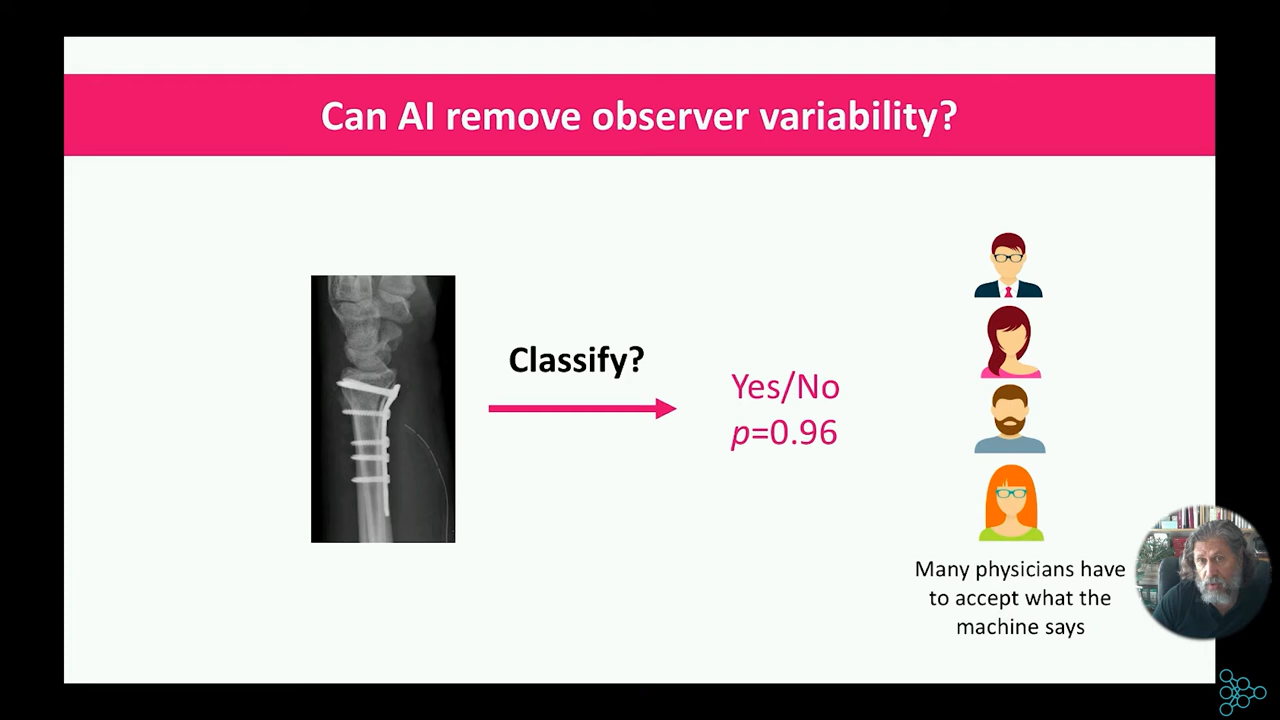 Can AI remove observer variability?
Classify?
Yes/No
p=0.96
Many physicians have
to accept what the
machine says